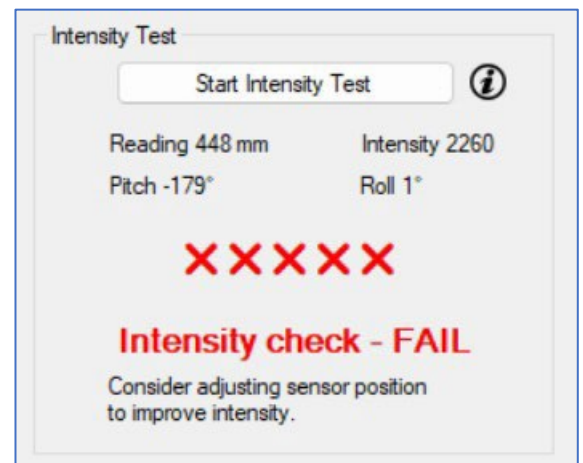 Intensity Test
Start Intensity Test
Reading 448 mm Intensity 2260
Pitch -179° Roll 1°
Intensity check - FAIL
Consider adjusting sensor position
to improve intensity.